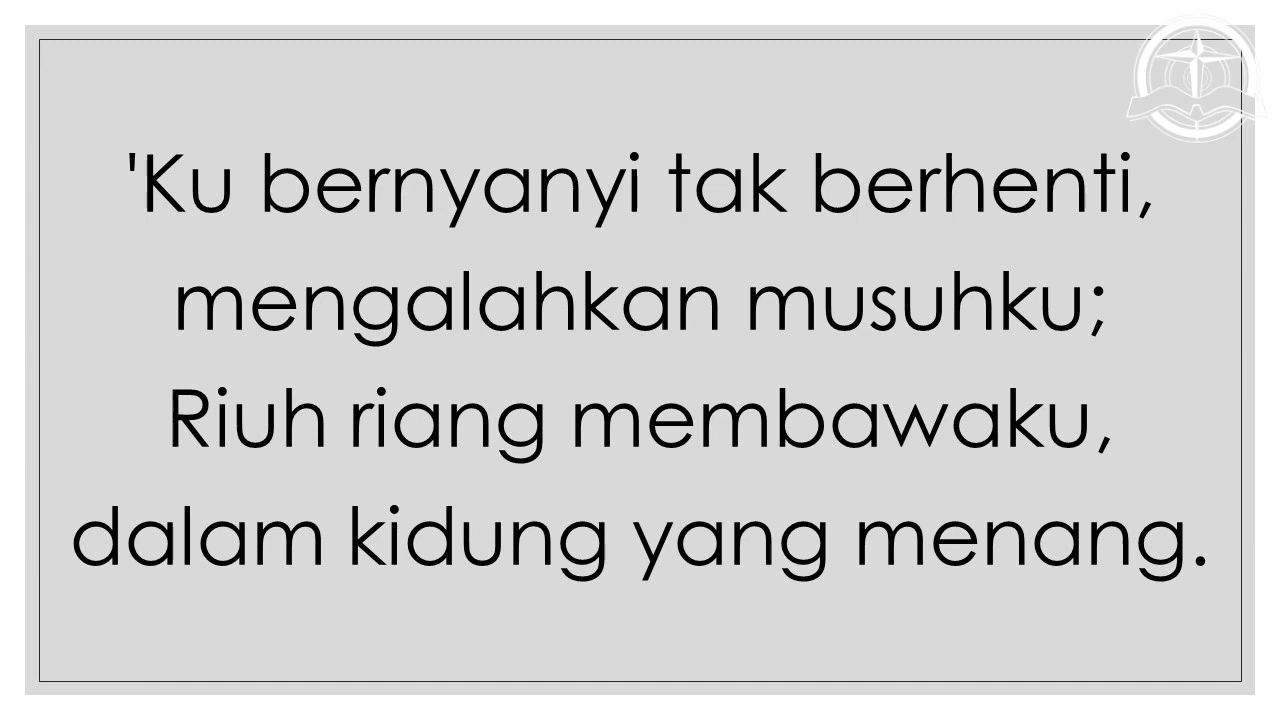 'Ku bernyanyi tak berhenti,
mengalahkan musuhku;
Riuh riang membawaku,
dalam kidung yang menang.